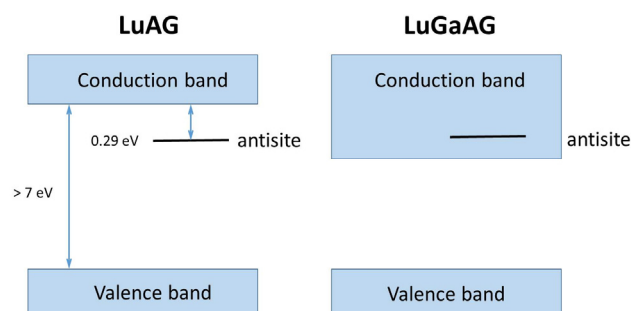 LuAG
LuGaAG
Conduction band
Conduction band
0.29 eV
antisite
antisite
> 7 eV
Valence band
Valence band